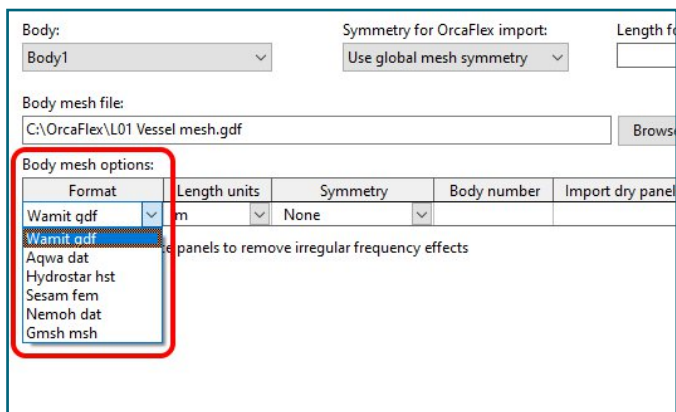 Body: Symmetry for OrcaFlex import: Length fo
Body1 Use global mesh symmetry
Body mesh file:
C:\OrcaFlex\L01 Vessel mesh.gdf Browse
Body mesh options:
Format Length units Symmetry Body number Import dry panel
Wamit gdf m None
Wamit gdf
e panels to remove irregular frequency effects
Aqwa dat
Hydrostar hst
Sesam fem
Nemoh dat
Gmsh msh